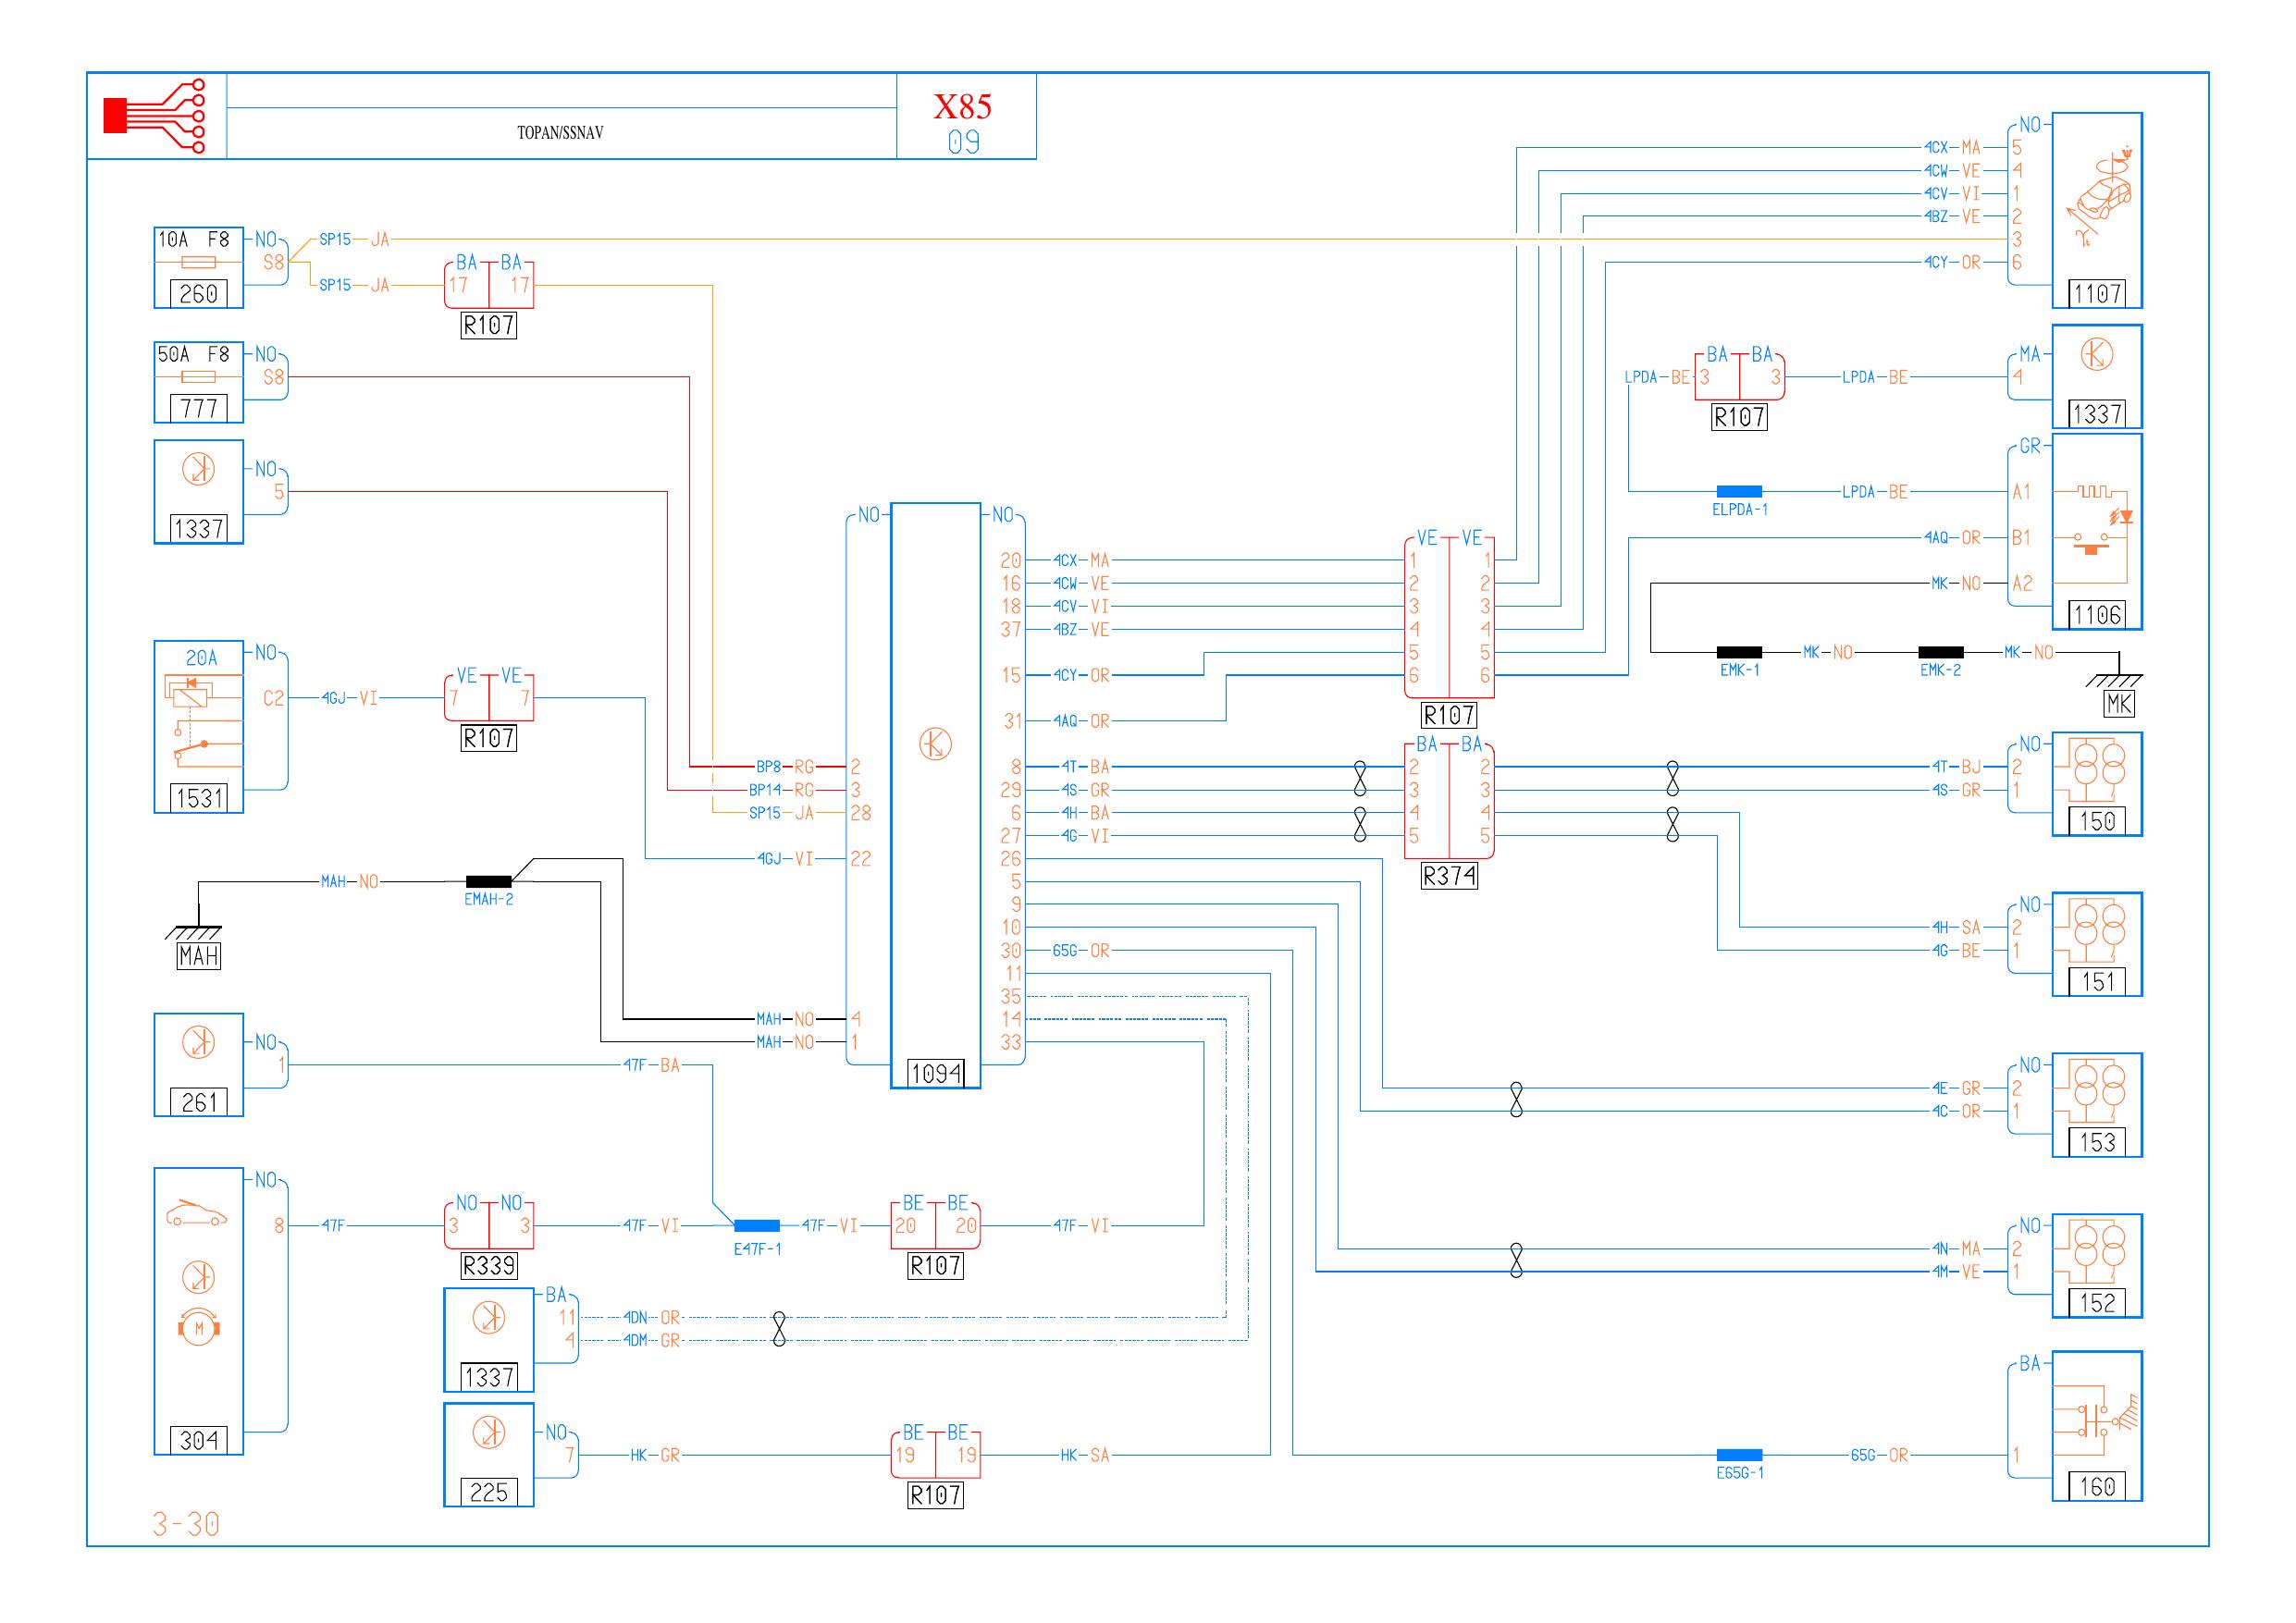 TOPAN/SSNAV
X85
09
10A F8
NO
S8
260
SP15 JA
SP15 JA
BA BA
17 17
R107
50A F8
NO
S8
777
NO
5
1337
20A
NO
C2
1531
4GJ VI
VE VE
7 7
R107
MAH NO
EMAH-2
MAH
NO
1
261
47F BA
NO
8
304
47F
NO NO
3 3
R339
47F VI
E47F-1
47F VI
BE BE
20 20
R107
47F VI
BA
11
4
1337
4DN OR
4DM GR
NO
7
225
HK GR
BE BE
19 19
R107
HK SA
NO
BP8 RG 2
BP14 RG 3
SP15 JA 28
4GJ VI 22
MAH NO 4
MAH NO 1
1094
NO
20 4CX MA
16 4CW VE
18 4CV VI
37 4BZ VE
15 4CY OR
31 4AQ OR
8 4T BA
29 4S GR
6 4H BA
27 4G VI
26
5
9
10
30 65G OR
11
35
14
33
VE VE
1 1
2 2
3 3
4 4
5 5
6 6
R107
BA BA
2 2
3 3
4 4
5 5
R374
NO
4CX MA 5
4CW VE 4
4CV VI 1
4BZ VE 2
3
4CY OR 6
1107
LPDA BE
BA BA
3 3
R107
LPDA BE
MA
4
1337
ELPDA-1
LPDA BE
GR
A1
4AQ OR B1
MK NO A2
1106
EMK-1
MK NO
EMK-2
MK NO
MK
NO
4T BJ 2
4S GR 1
150
NO
4H SA 2
4G BE 1
151
NO
4E GR 2
4C OR 1
153
NO
4N MA 2
4M VE 1
152
BA
E65G-1
65G OR 1
160
M
3-30